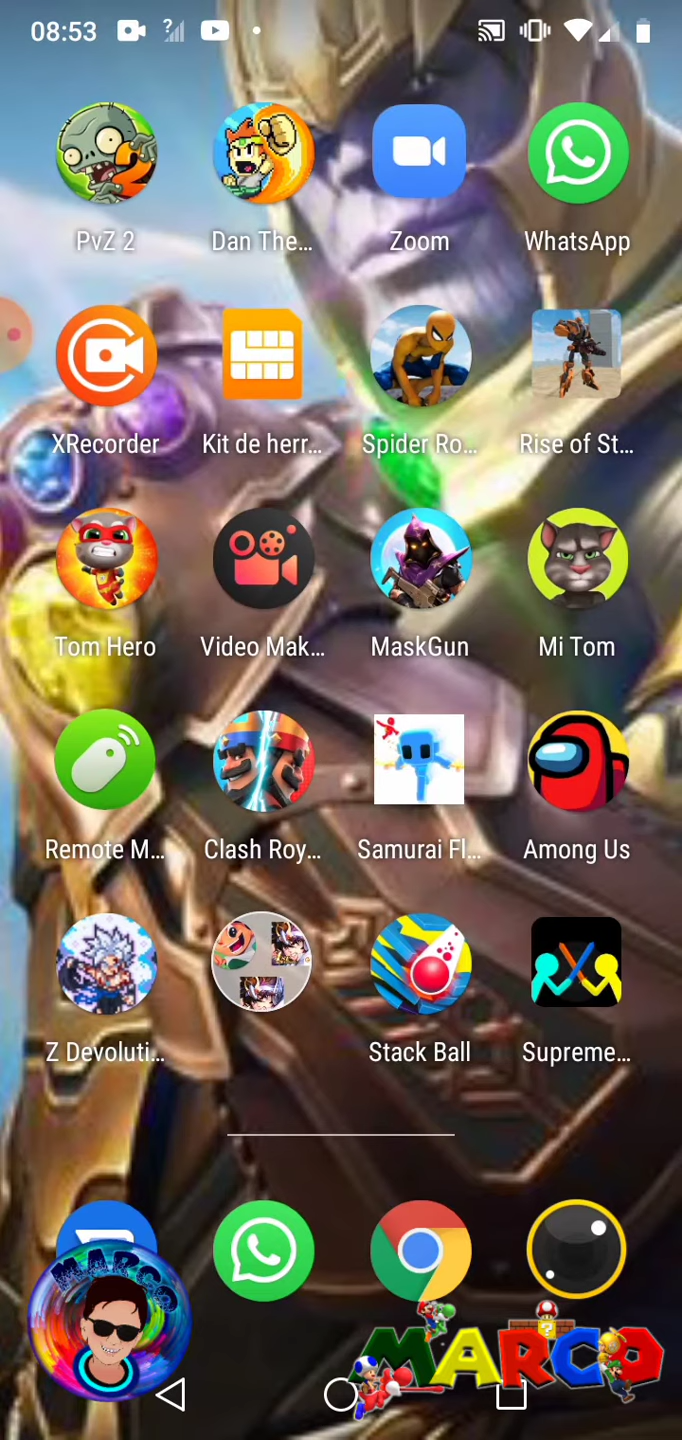 08:53
PvZ 2
Dan The...
Zoom
WhatsApp
XRecorder
Kit de herr...
Spider Ro...
Rise of St...
Tom Hero
Video Mak...
MaskGun
Mi Tom
Remote M...
Clash Roy...
Samurai Fl...
Among Us
Z Devoluti...
Stack Ball
Supreme...
MARCO
MARCO